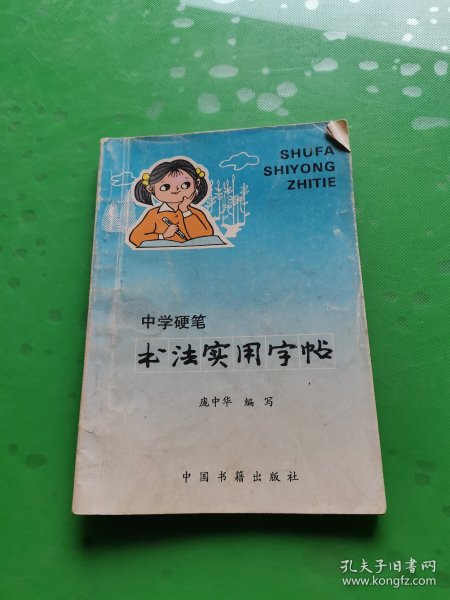 SHUFA
SHIYONG
ZHITIE
中学硬笔
书法实用字帖
庞中华 编写
中国书籍出版社
孔夫子旧书网
www.kongfz.com